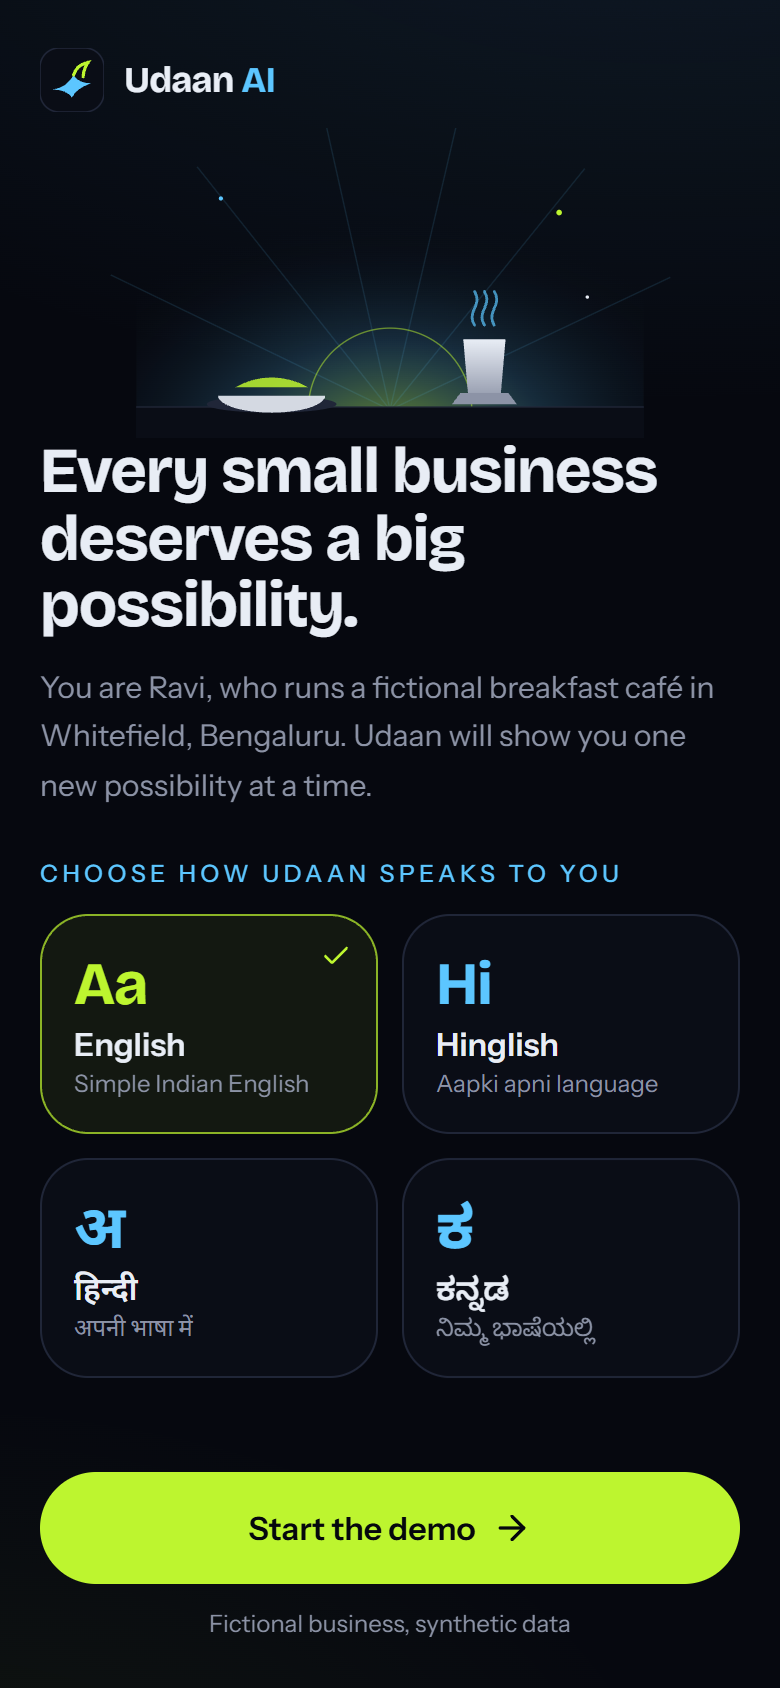 Udaan AI
Every small business
deserves a big
possibility.
You are Ravi, who runs a fictional breakfast café in
Whitefield, Bengaluru. Udaan will show you one
new possibility at a time.
CHOOSE HOW UDAAN SPEAKS TO YOU
Aa
English
Simple Indian English
Hi
Hinglish
Aapki apni language
अ
हिन्दी
अपनी भाषा में
ಕ
ಕನ್ನಡ
ನಿಮ್ಮ ಭಾಷೆಯಲ್ಲಿ
Start the demo →
Fictional business, synthetic data